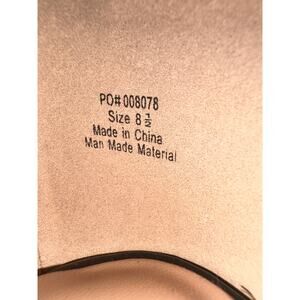 PO# 008078
Size 8 ½
Made in China
Man Made Material